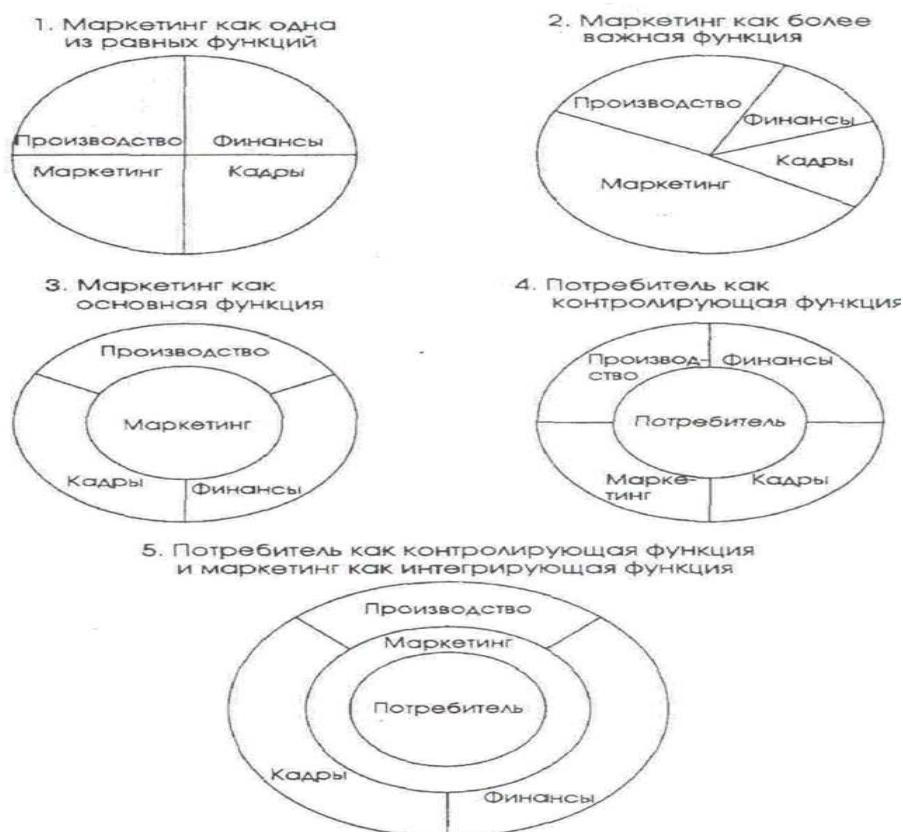 1. Маркетинг как одна
из равных функций
Производство
Финансы
Маркетинг
Кадры
2. Маркетинг как более
важная функция
Производство
Финансы
Кадры
Маркетинг
3. Маркетинг как
основная функция
Производство
Маркетинг
Кадры
Финансы
4. Потребитель как
контролирующая функция
Производ-
ство
Финансы
Потребитель
Марке-
тинг
Кадры
5. Потребитель как контролирующая функция
и маркетинг как интегрирующая функция
Производство
Маркетинг
Потребитель
Кадры
Финансы